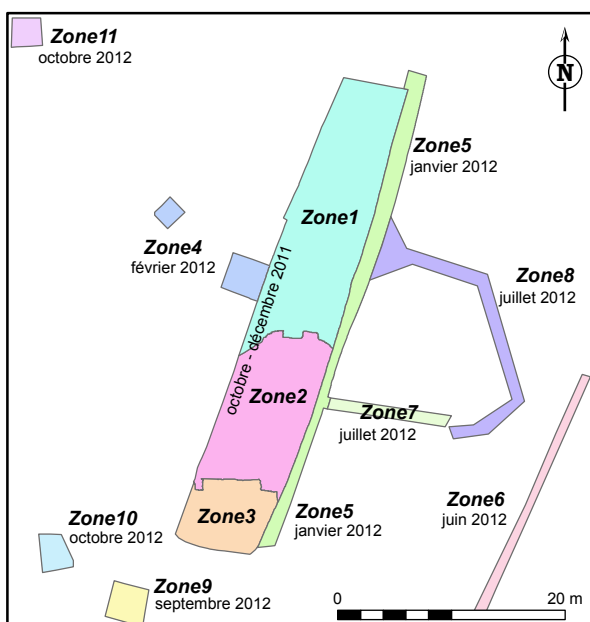 Zone11
octobre 2012
N
Zone5
janvier 2012
Zone1
Zone4
février 2012
Zone8
juillet 2012
octobre - décembre 2011
Zone2
Zone7
juillet 2012
Zone6
juin 2012
Zone3
Zone5
janvier 2012
Zone10
octobre 2012
Zone9
septembre 2012
0 20 m